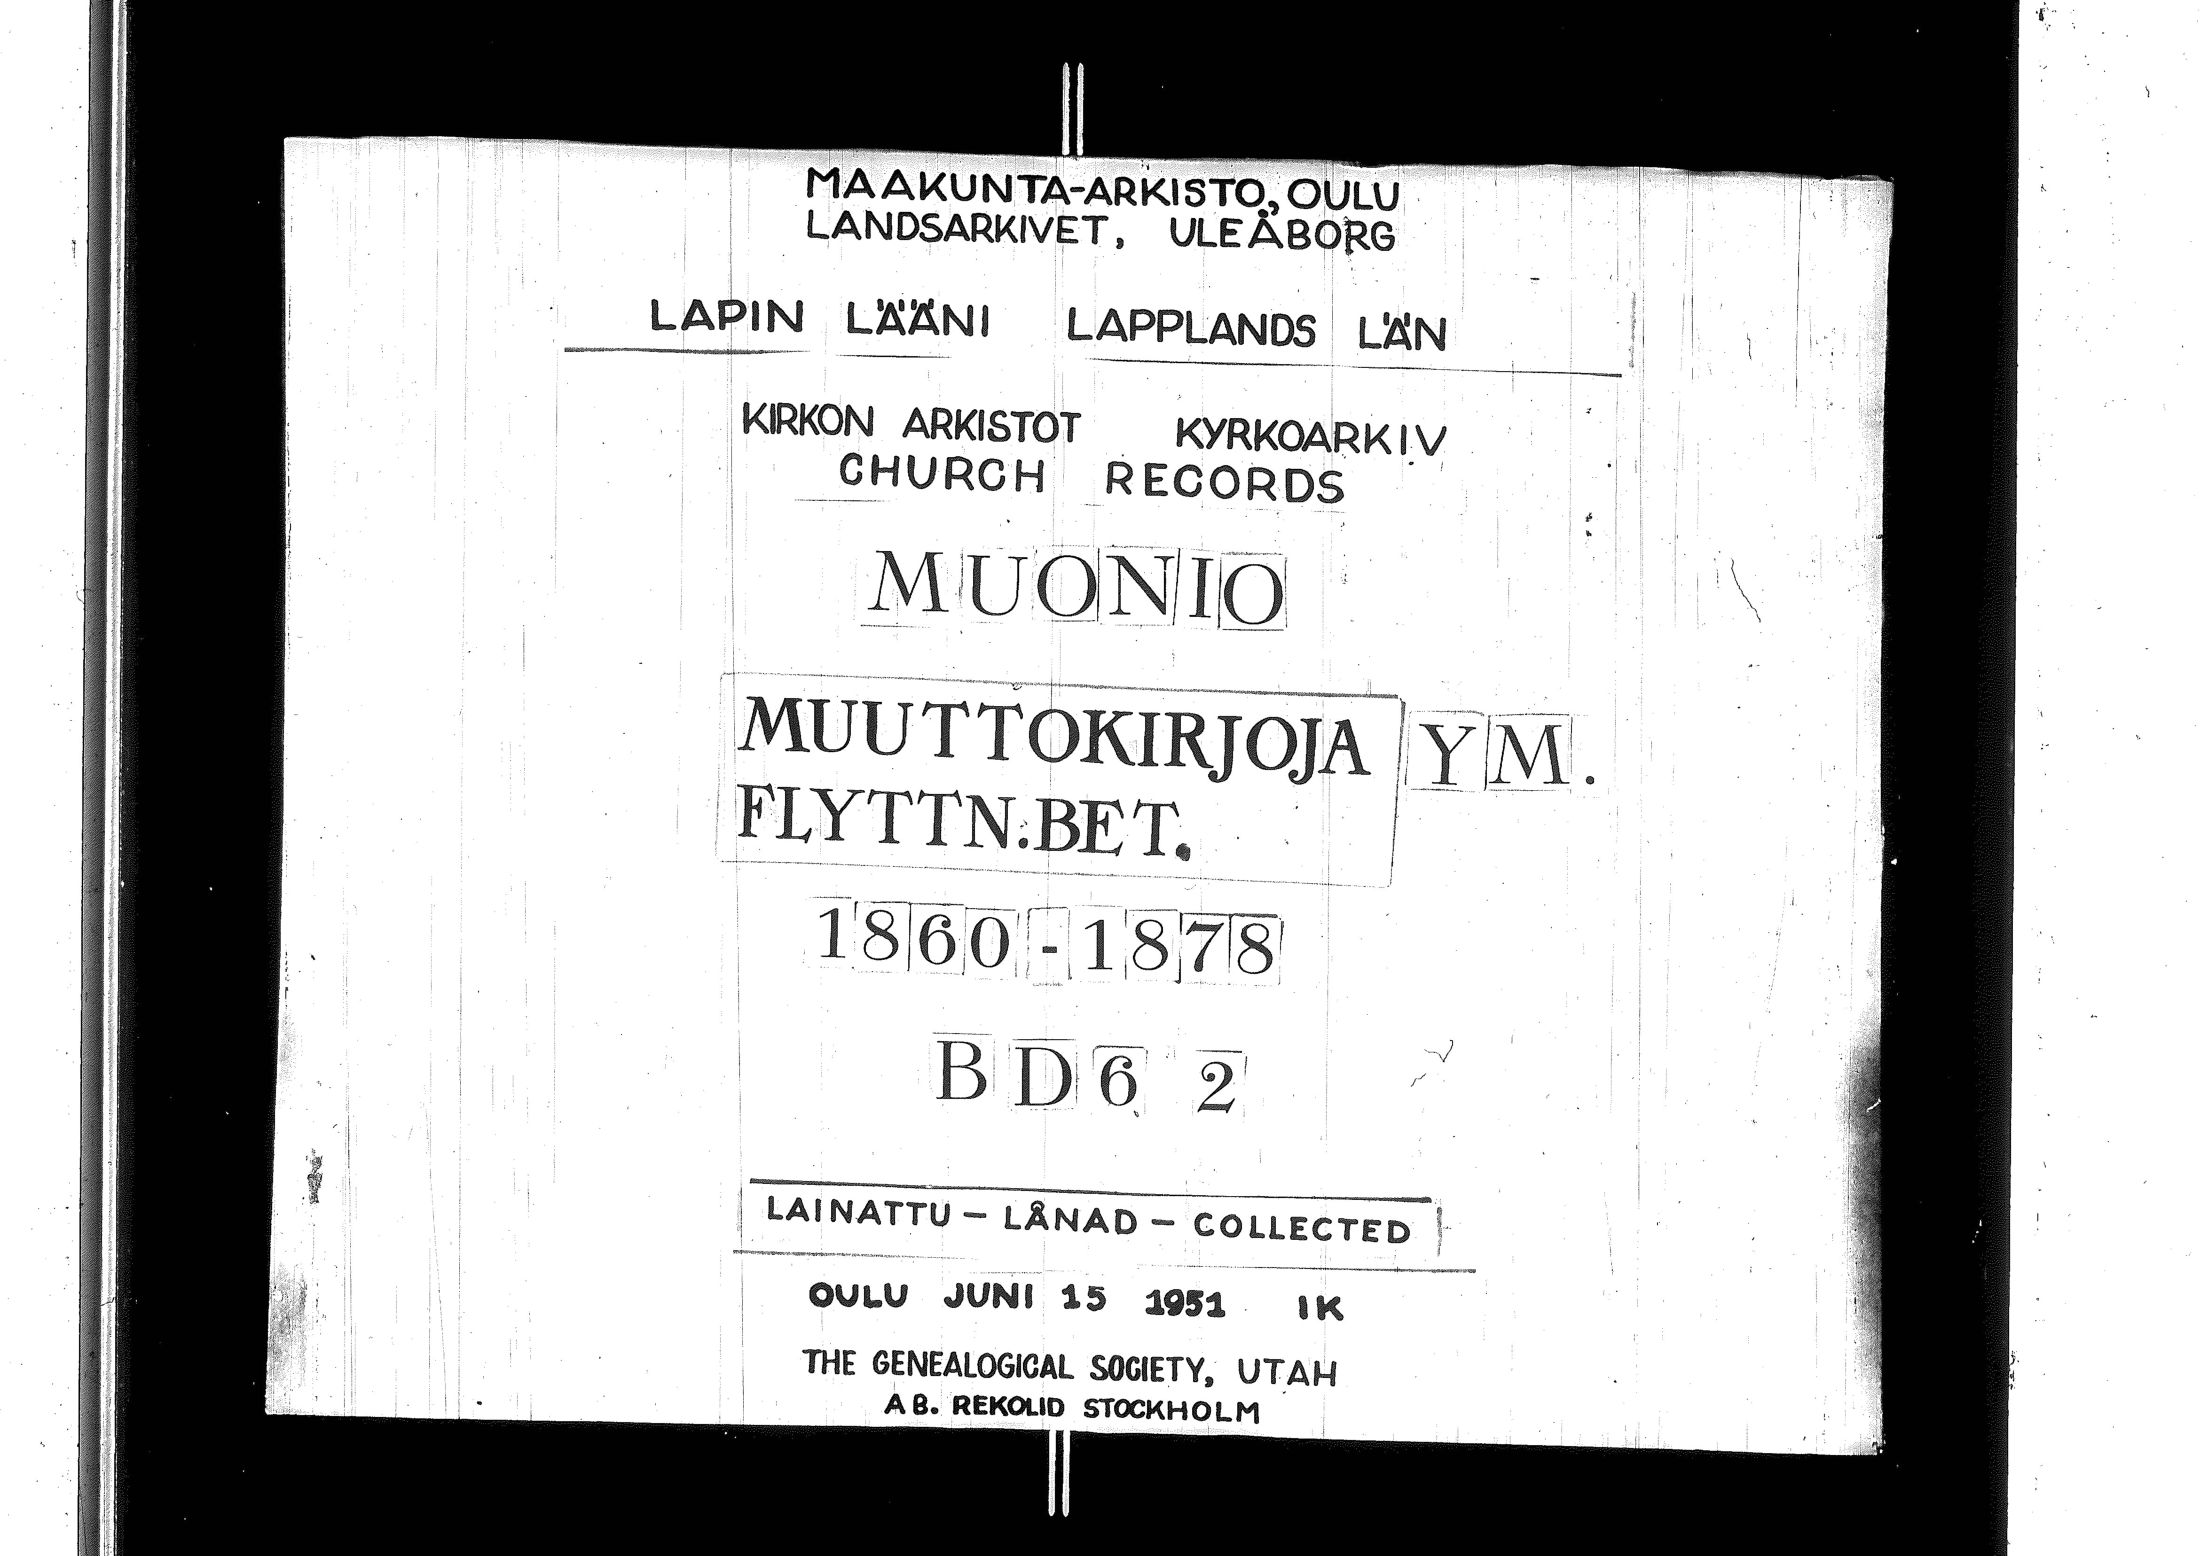 MAAKUNTA-ARKISTO, OULU
LANDSARKIVET, ULEÅBORG
LAPIN LÄÄNI LAPPLANDS LÄN
KIRKON ARKISTOT KYRKOARKIV
CHURCH RECORDS
MUONIO
MUUTTOKIRJOJA YM.
FLYTTN.BET.
1860-1878
BD6 2
LAINATTU - LÅNAD - COLLECTED
OULU JUNI 15 1951 IK
THE GENEALOGICAL SOCIETY, UTAH
AB. REKOLID STOCKHOLM